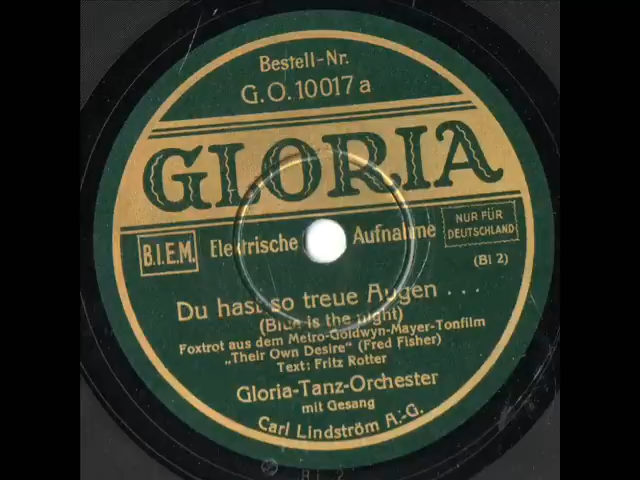 Bestell-Nr.
G.O. 10017 a
GLORIA
B.I.E.M. Elektrische Aufnahme NUR FÜR DEUTSCHLAND
(BI 2)
Du hast so treue Augen . . .
(Blue is the night)
Foxtrot aus dem Metro-Goldwyn-Mayer-Tonfilm
„Their Own Desire" (Fred Fisher)
Text: Fritz Rotter
Gloria-Tanz-Orchester
mit Gesang
Carl Lindström A.-G.